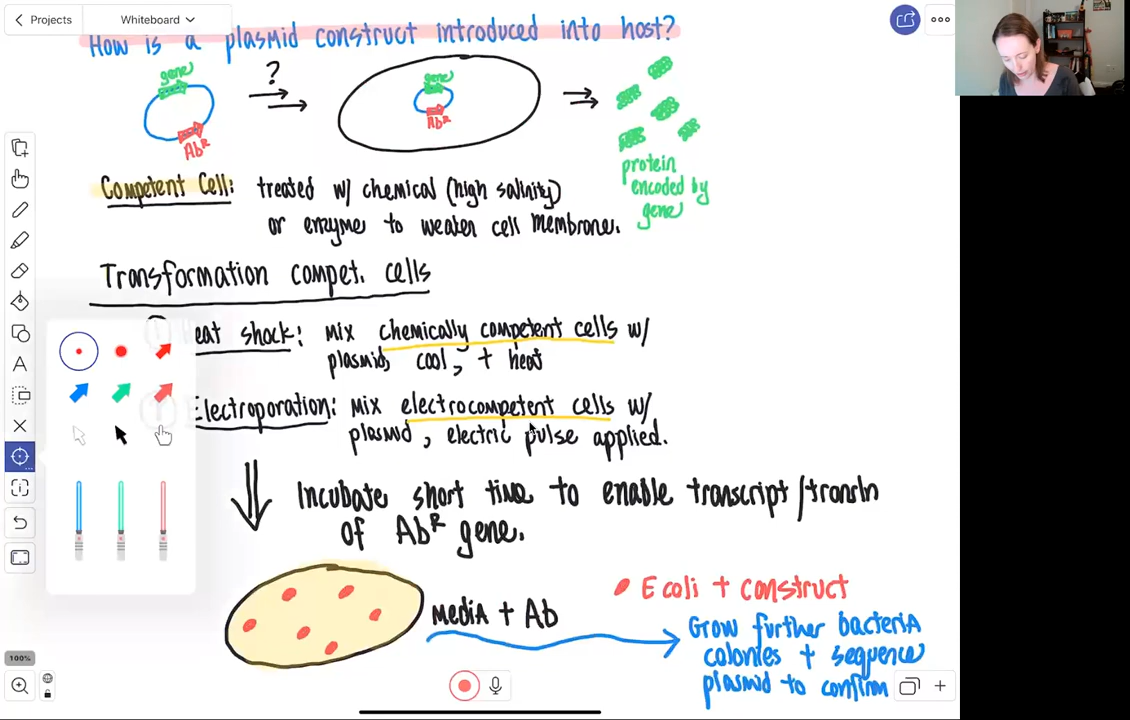 Projects
Whiteboard
How is a plasmid construct introduced into host?
gene
AbR
?
gene
AbR
protein
encoded by
gene
Competent Cell: treated w/ chemical (high salinity)
or enzyme to weaken cell membrane.
Transformation compet. cells
eat shock: mix chemically competent cells w/
plasmid, cool, + heat
Electroporation: Mix electrocompetent cells w/
plasmid, electric pulse applied.
Incubate short time to enable transcript/transln
of AbR gene.
Media + Ab
E coli + construct
Grow further bacteria
colonies + sequence
plasmid to confirm
100%